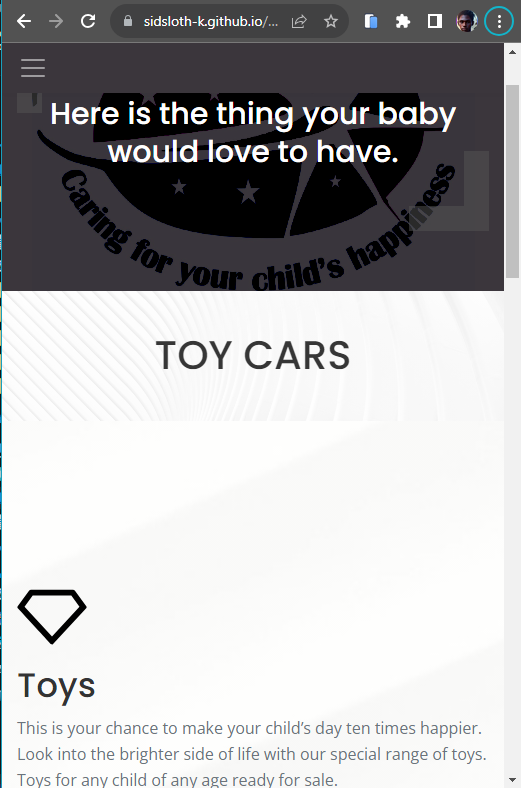 sidsloth-k.github.io/...
Here is the thing your baby
would love to have.
Caring for your child's happiness
TOY CARS
Toys
This is your chance to make your child’s day ten times happier.
Look into the brighter side of life with our special range of toys.
Toys for any child of any age ready for sale.